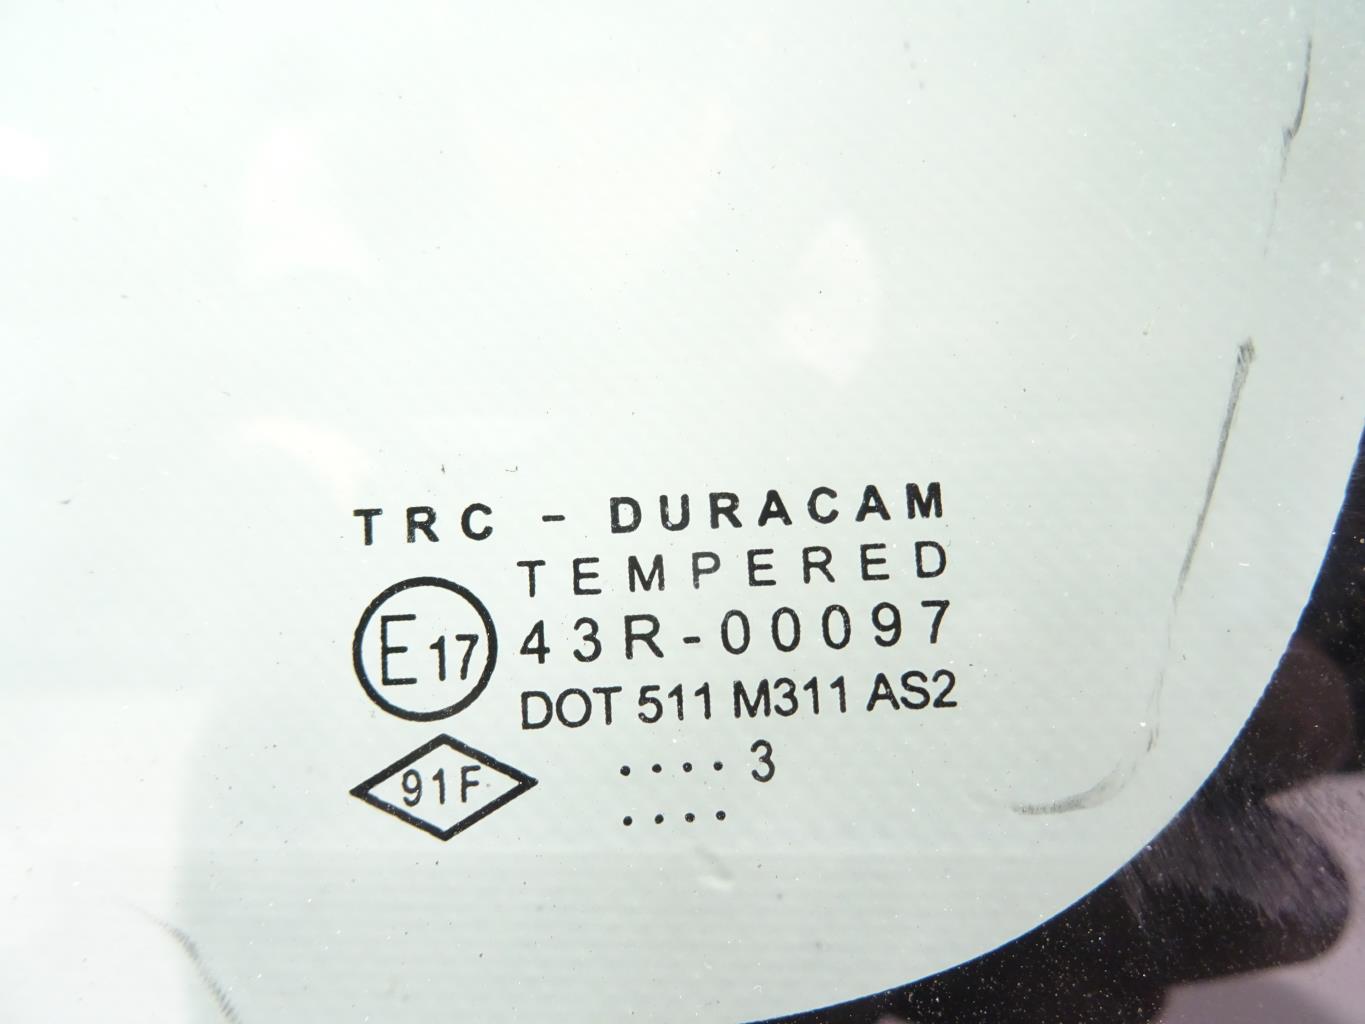 TRC - DURACAM
TEMPERED
E17
43R-00097
DOT 511 M311 AS2
91F
.... 3
....